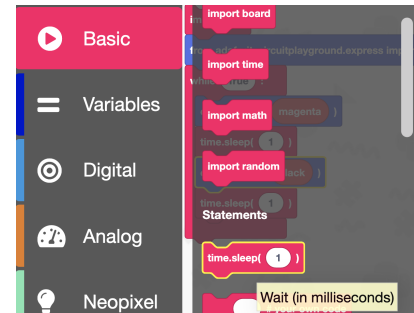 Basic
Variables
Digital
Analog
Neopixel
import board
import time
import math
import random
magenta )
time.sleep( 1 )
time.sleep( 1 )
Statements
time.sleep( 1 )
Wait (in milliseconds)